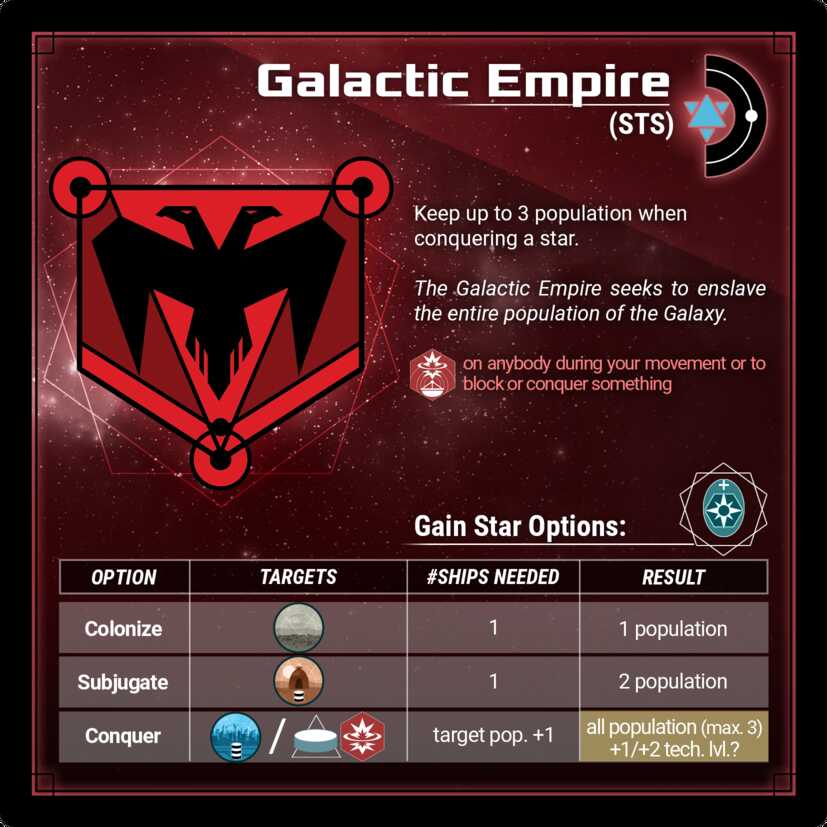 Galactic Empire
(STS)
Keep up to 3 population when
conquering a star.
The Galactic Empire seeks to enslave
the entire population of the Galaxy.
on anybody during your movement or to
block or conquer something
Gain Star Options:
OPTION TARGETS #SHIPS NEEDED RESULT
Colonize 1 1 population
Subjugate 1 2 population
Conquer / target pop. +1 all population (max. 3)
+1/+2 tech. lvl.?